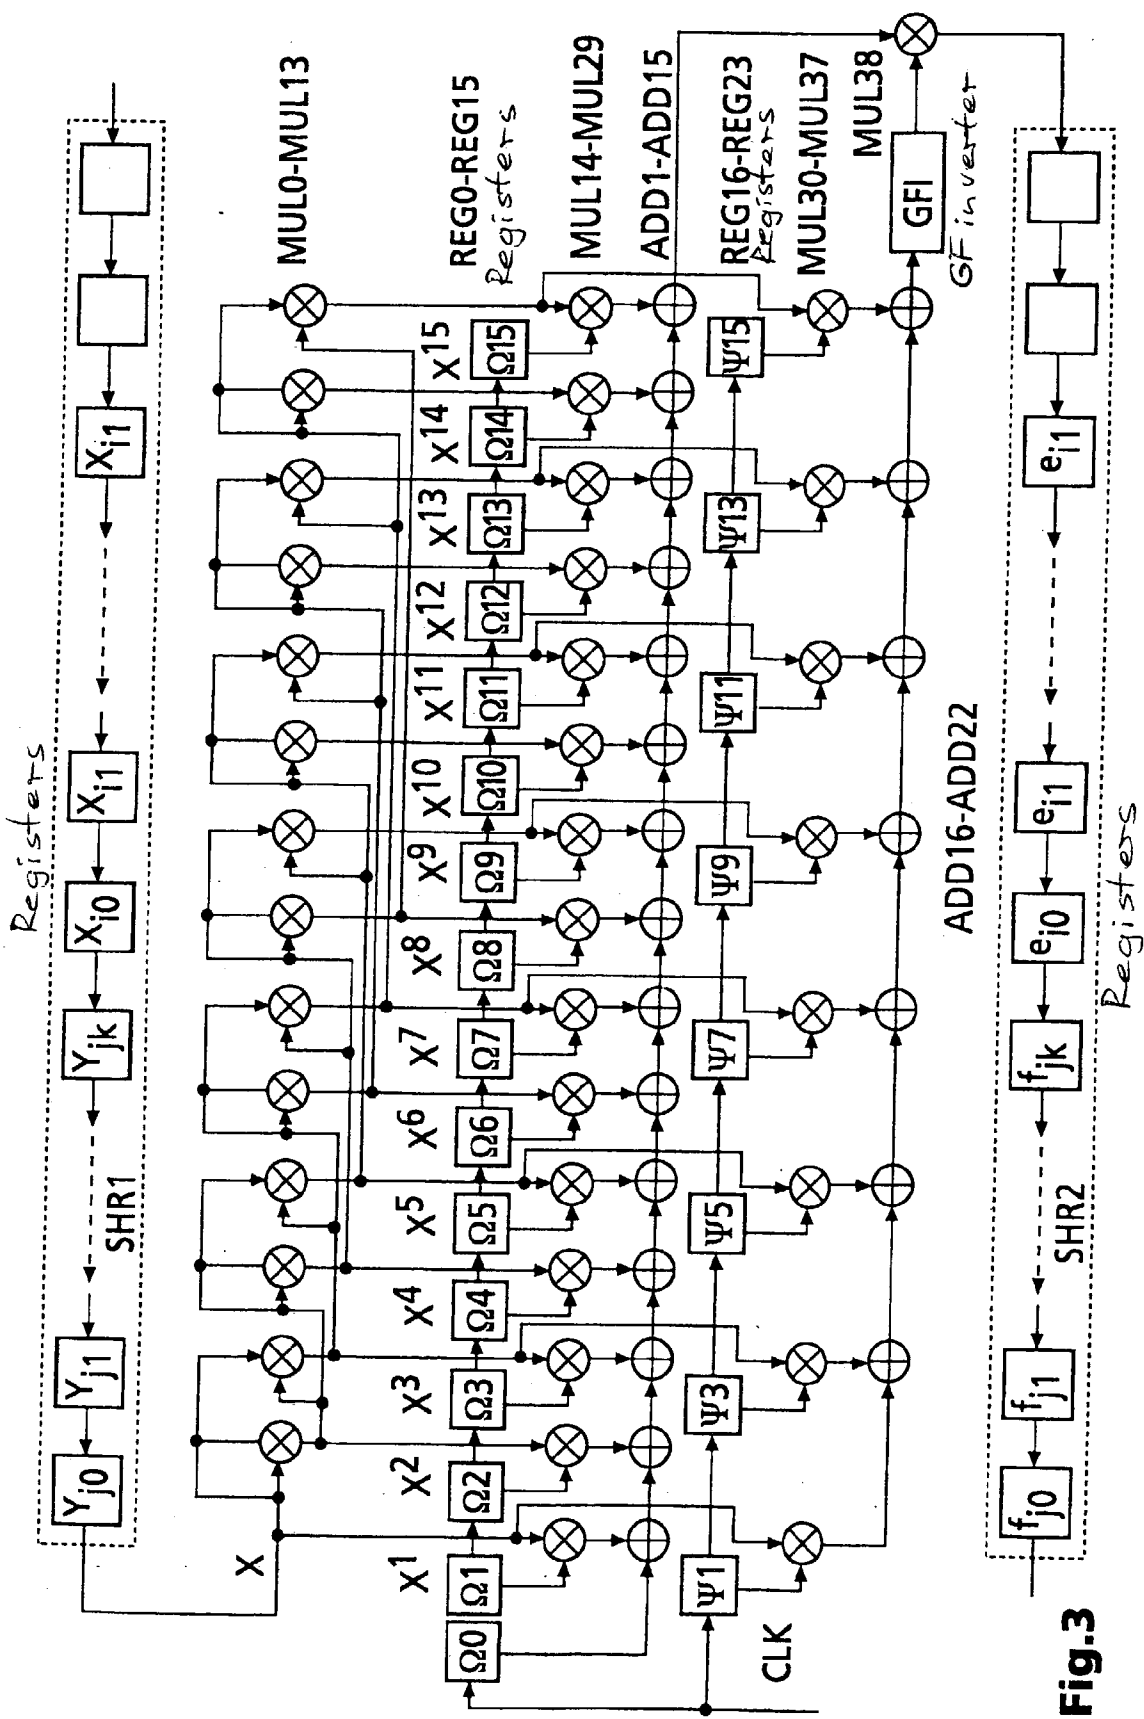 Registers
Y_j0
Y_j1
Y_jk
X_i0
X_i1
X_i1
SHR1
X
MUL0-MUL13
X^1
X^2
X^3
X^4
X^5
X^6
X^7
X^8
X^9
X^10
X^11
X^12
X^13
X^14
X^15
REG0-REG15
Registers
Ω0
Ω1
Ω2
Ω3
Ω4
Ω5
Ω6
Ω7
Ω8
Ω9
Ω10
Ω11
Ω12
Ω13
Ω14
Ω15
MUL14-MUL29
ADD1-ADD15
Ψ1
Ψ3
Ψ5
Ψ7
Ψ9
Ψ11
Ψ13
Ψ15
REG16-REG23
Registers
CLK
MUL30-MUL37
MUL38
GFI
GF inverter
ADD16-ADD22
f_j0
f_j1
f_jk
e_i0
e_i1
e_i1
SHR2
Registers
Fig.3